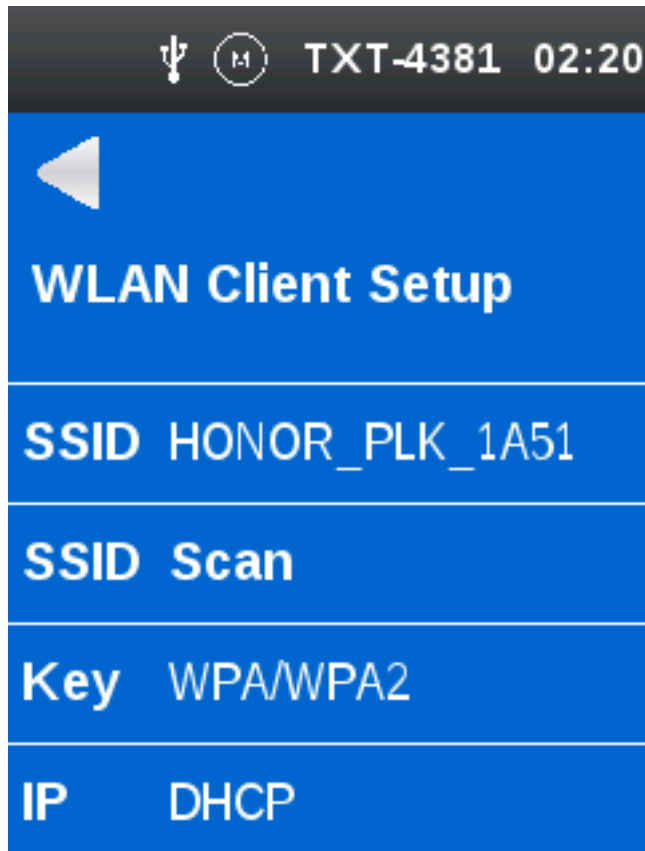 M TXT-4381 02:20
WLAN Client Setup
SSID HONOR_PLK_1A51
SSID Scan
Key WPA/WPA2
IP DHCP